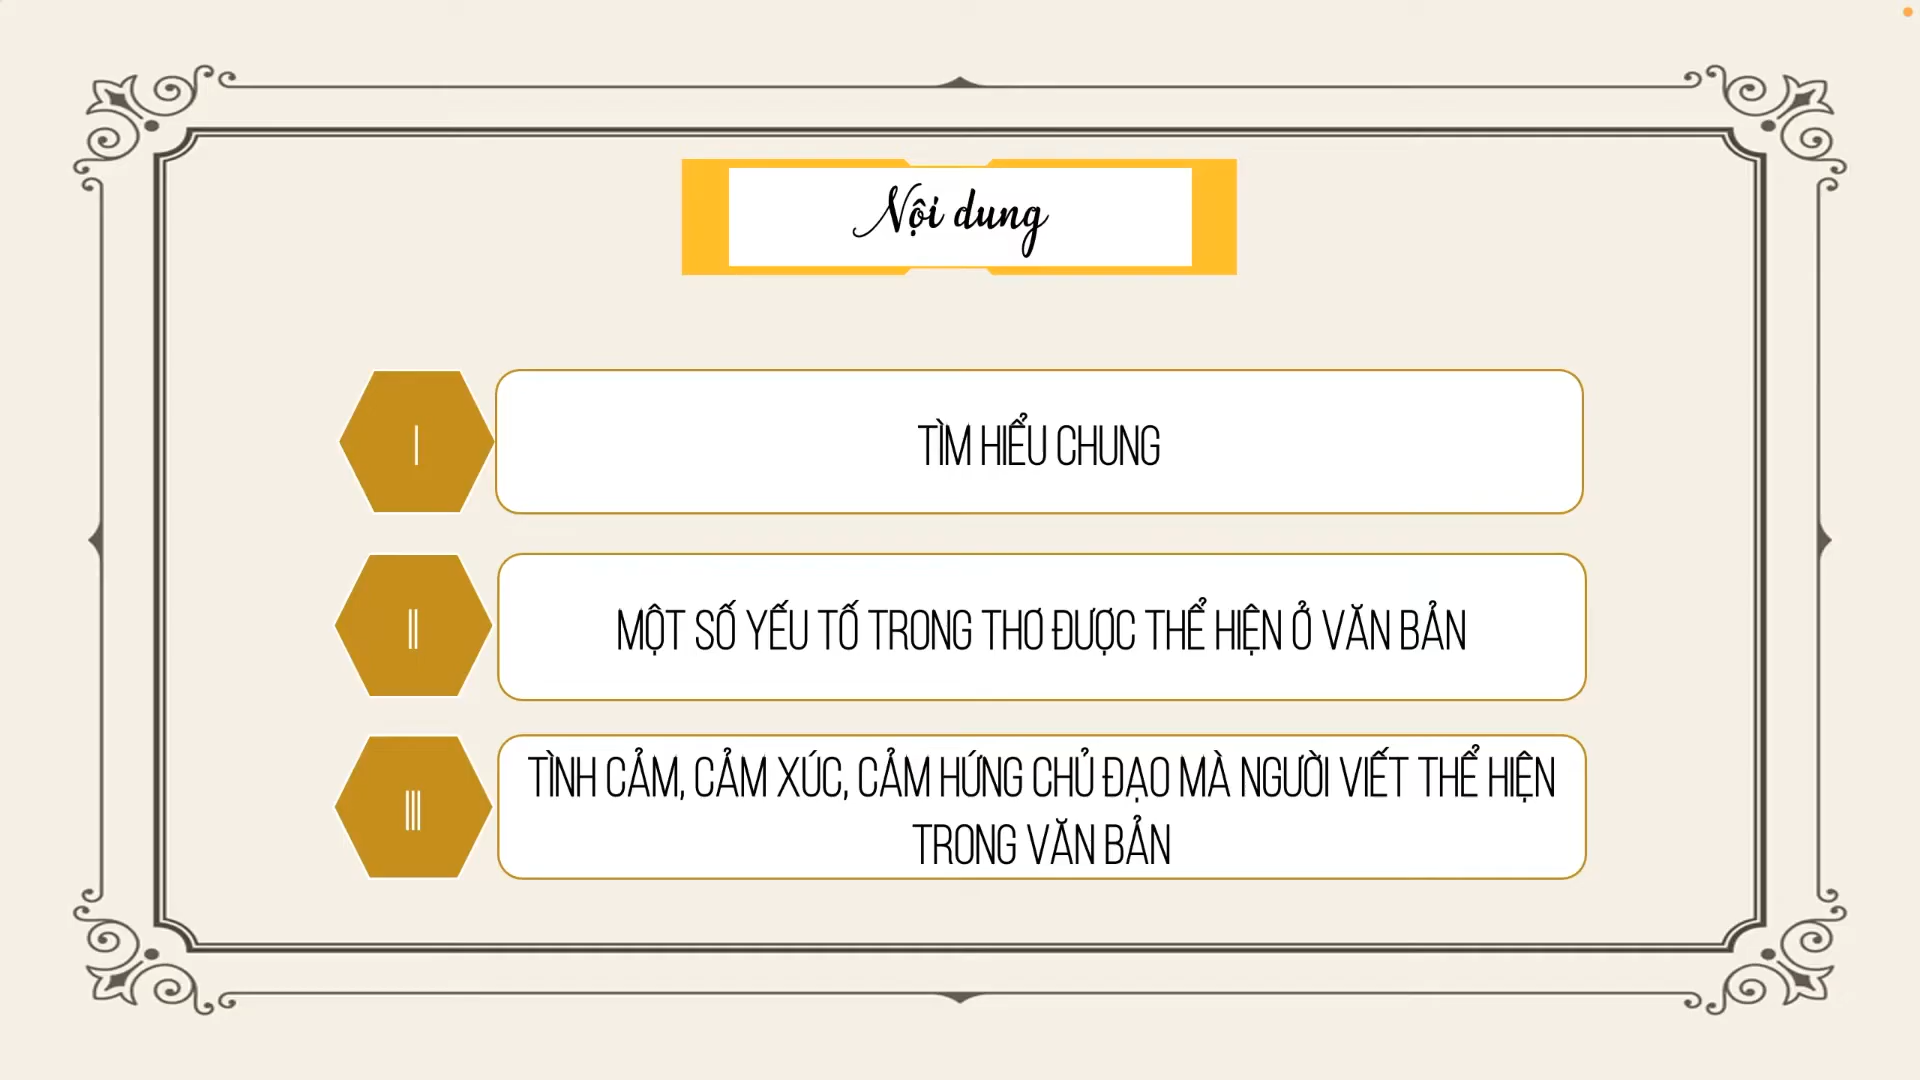 Nội dung
I
TÌM HIỂU CHUNG
II
MỘT SỐ YẾU TỐ TRONG THƠ ĐƯỢC THỂ HIỆN Ở VĂN BẢN
III
TÌNH CẢM, CẢM XÚC, CẢM HỨNG CHỦ ĐẠO MÀ NGƯỜI VIẾT THỂ HIỆN
TRONG VĂN BẢN